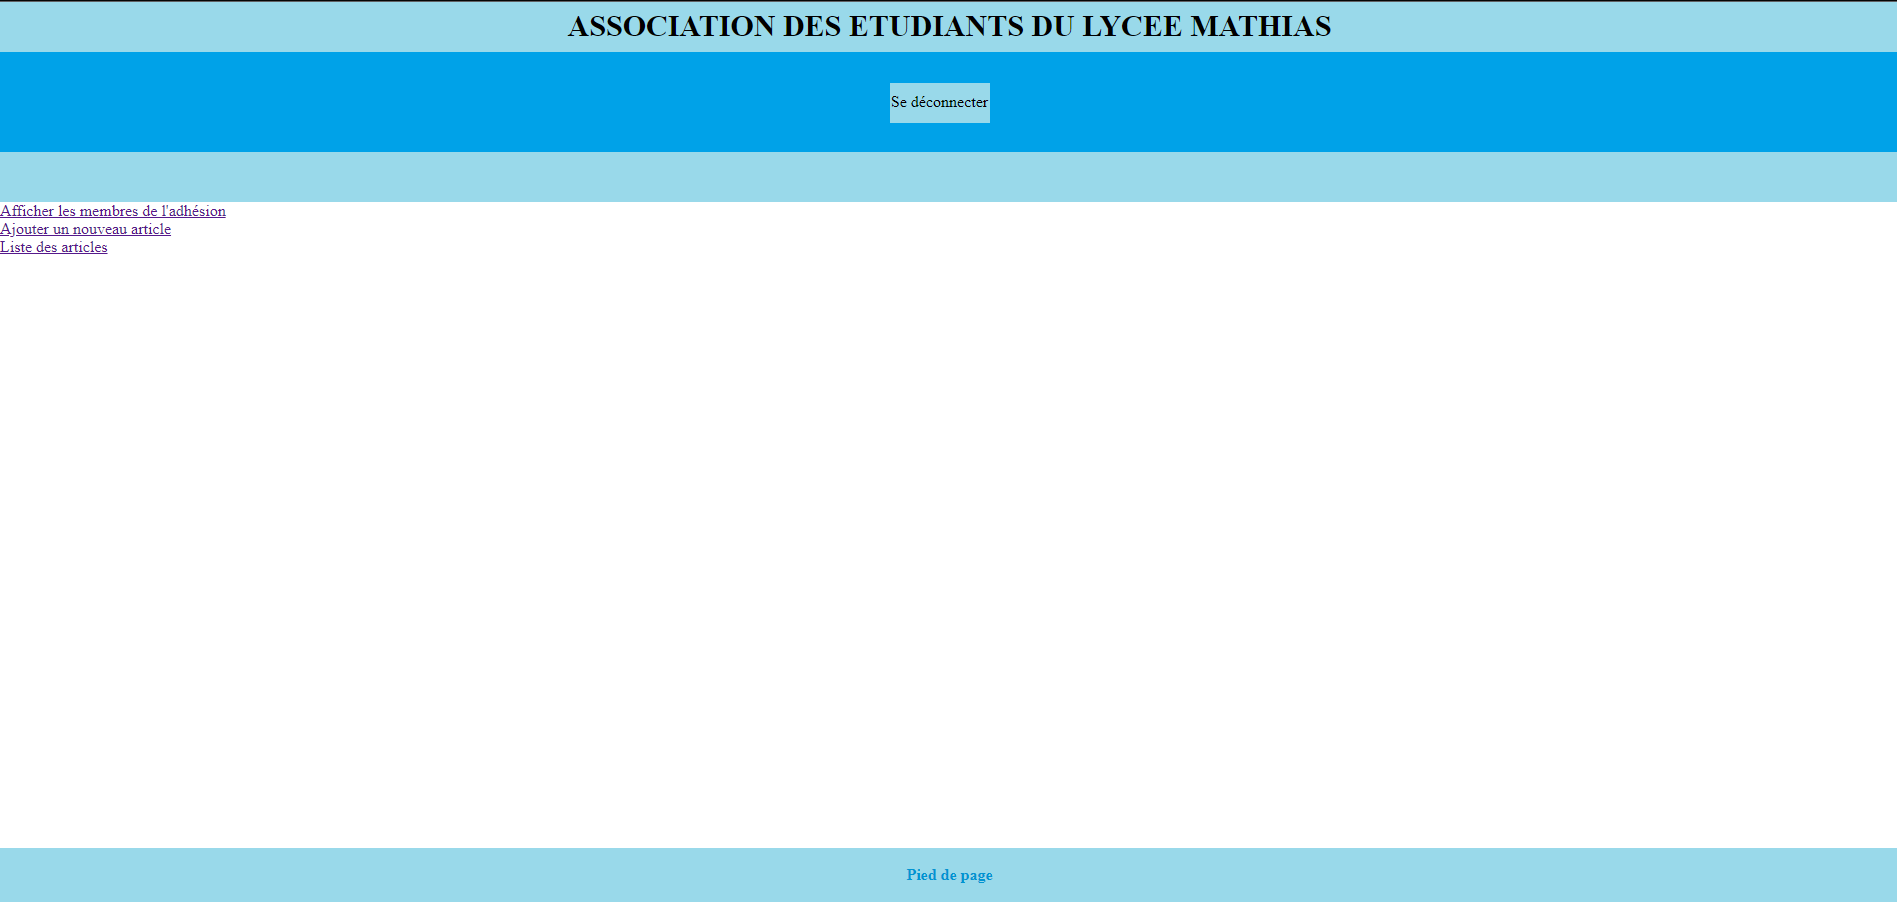 ASSOCIATION DES ETUDIANTS DU LYCEE MATHIAS
Se déconnecter
Afficher les membres de l'adhésion
Ajouter un nouveau article
Liste des articles
Pied de page